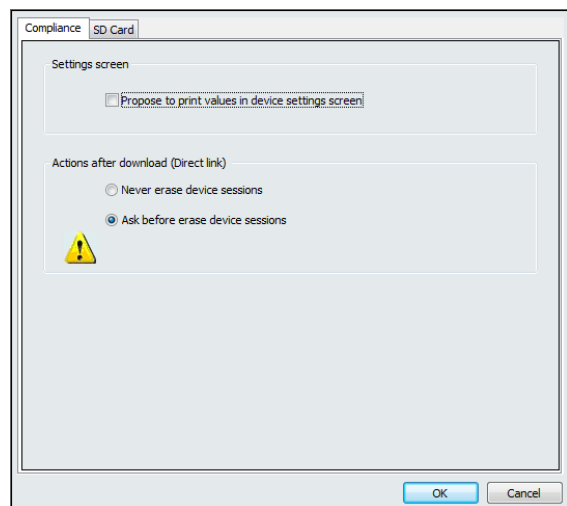 Compliance SD Card
Settings screen
Propose to print values in device settings screen
Actions after download (Direct link)
Never erase device sessions
Ask before erase device sessions
OK Cancel